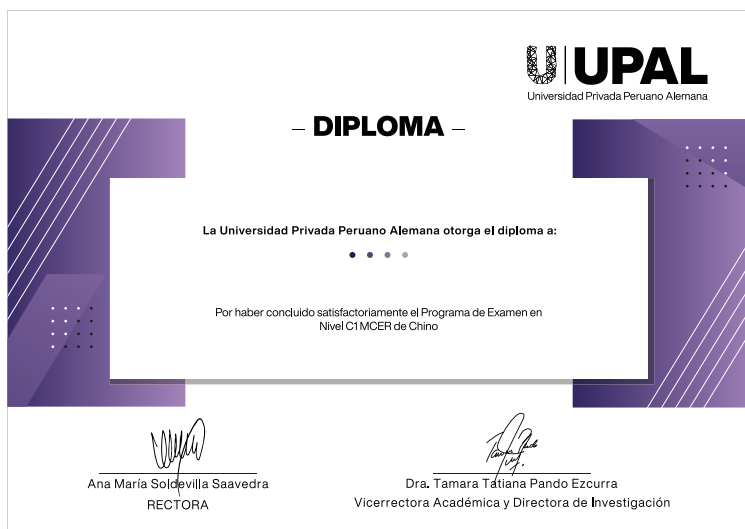 UPAL
Universidad Privada Peruano Alemana
– DIPLOMA –
La Universidad Privada Peruano Alemana otorga el diploma a:
Por haber concluido satisfactoriamente el Programa de Examen en
Nivel C1 MCER de Chino
Ana María Soldevilla Saavedra
RECTORA
Dra. Tamara Tatiana Pando Ezcurra
Vicerrectora Académica y Directora de Investigación